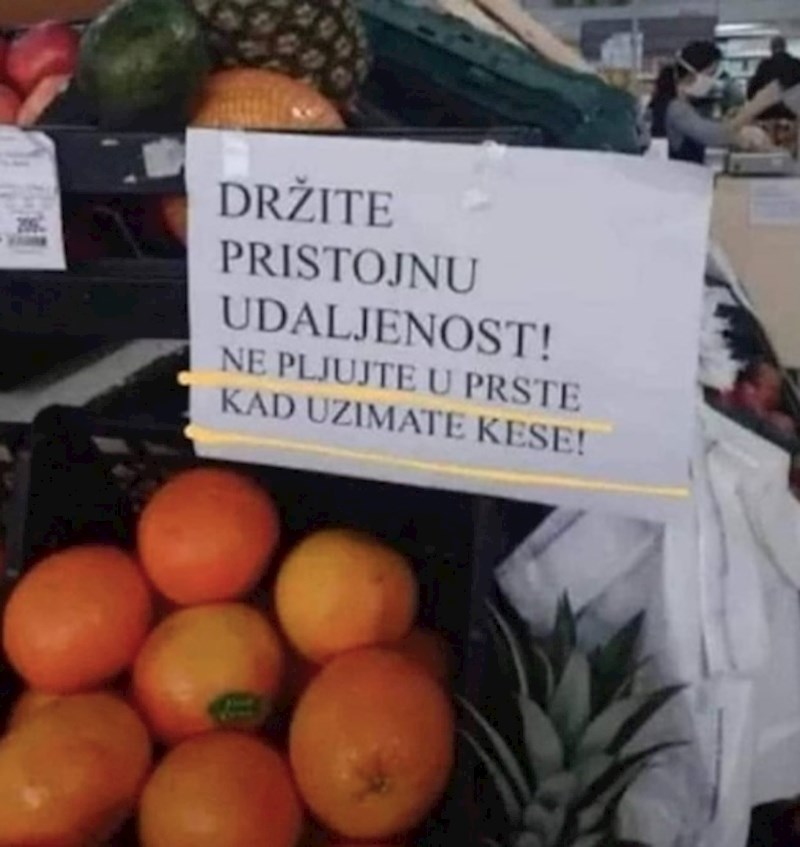 DRŽITE
PRISTOJNU
UDALJENOST!
NE PLJUJTE U PRSTE
KAD UZIMATE KESE!